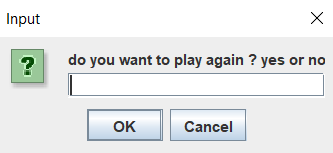 Input
do you want to play again ? yes or no
OK
Cancel